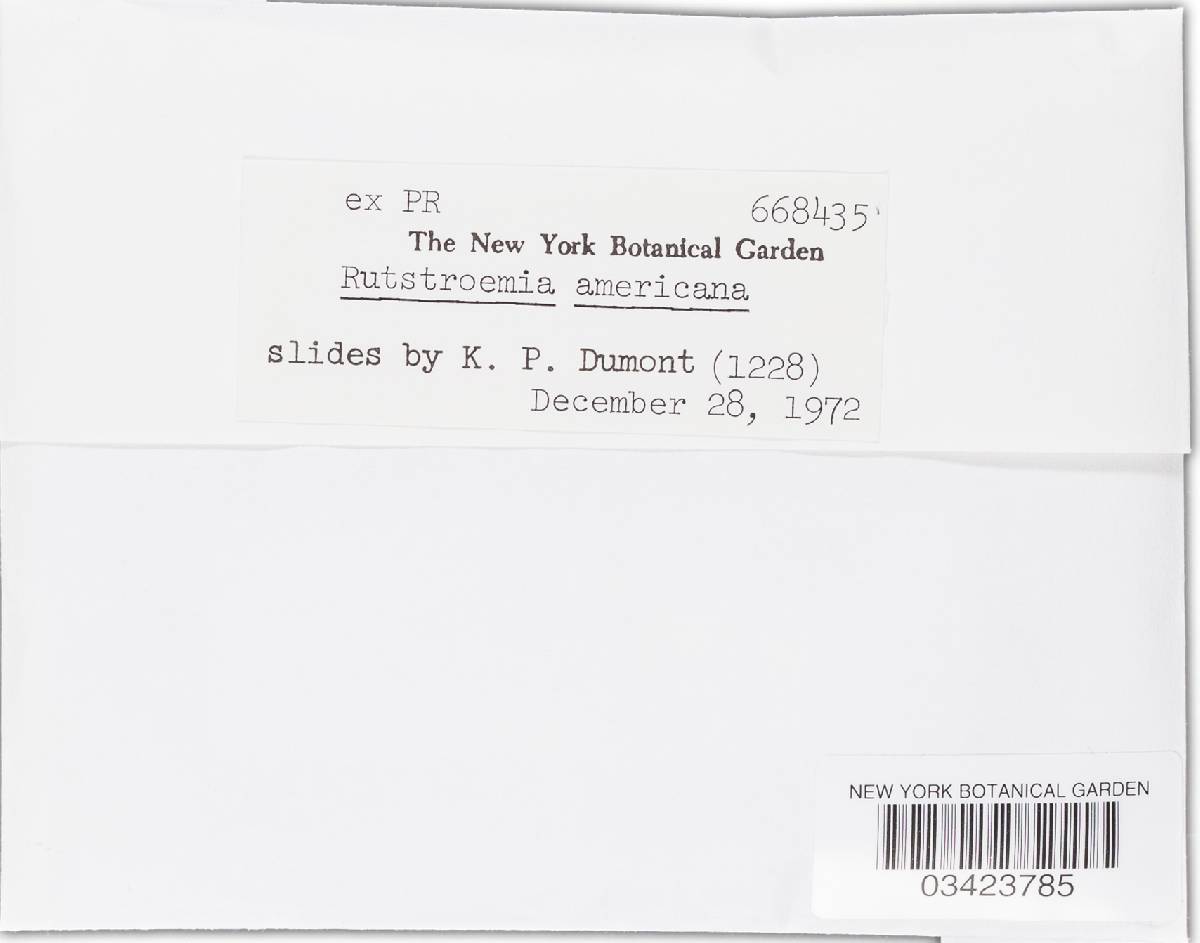 ex PR 668435
The New York Botanical Garden
Rutstroemia americana
slides by K. P. Dumont (1228)
December 28, 1972
NEW YORK BOTANICAL GARDEN
03423785